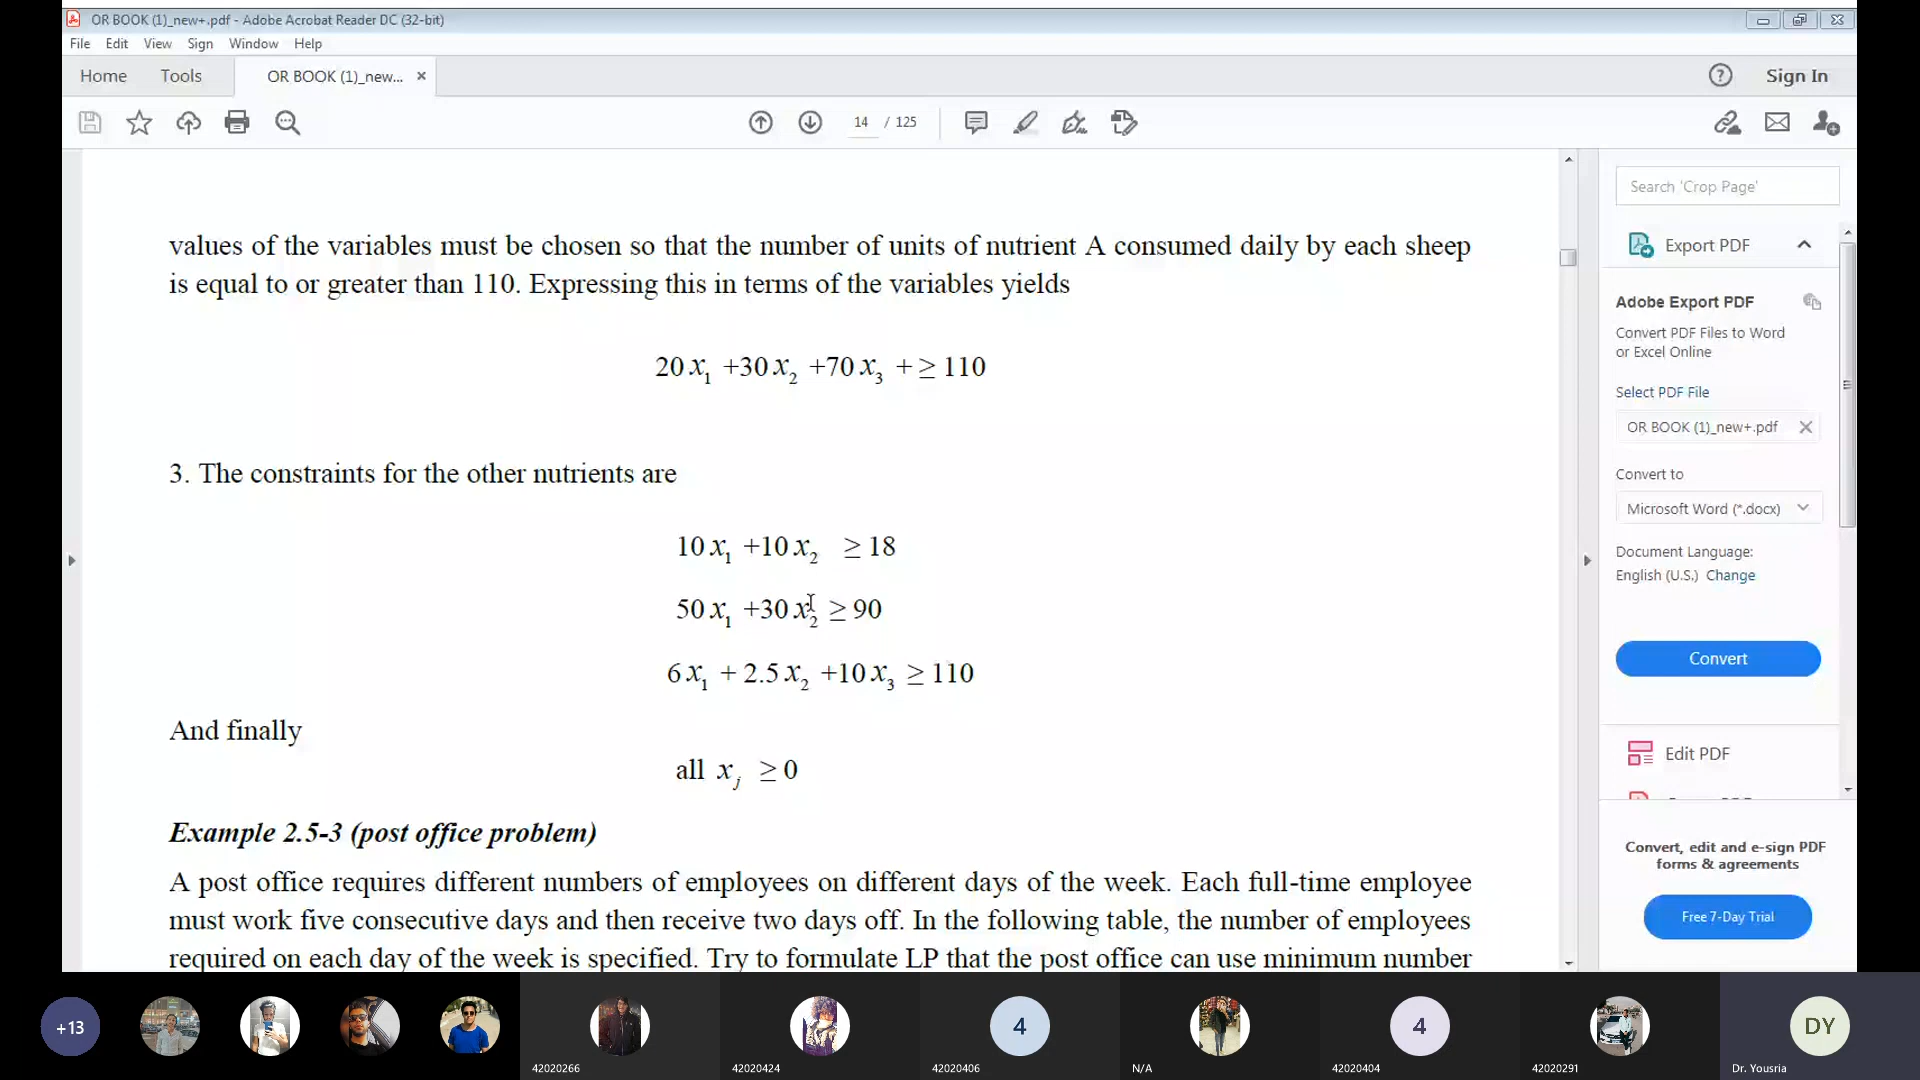 OR BOOK (1)_new+.pdf - Adobe Acrobat Reader DC (32-bit)
File Edit View Sign Window Help
Home Tools OR BOOK (1)_new... × Sign In
14 / 125
values of the variables must be chosen so that the number of units of nutrient A consumed daily by each sheep
is equal to or greater than 110. Expressing this in terms of the variables yields
20x₁ +30x₂ +70x₃ +≥110
3. The constraints for the other nutrients are
10x₁ +10x₂ ≥18
50x₁ +30x₂ ≥90
6x₁ +2.5x₂ +10x₃ ≥110
And finally
all xⱼ ≥0
Example 2.5-3 (post office problem)
A post office requires different numbers of employees on different days of the week. Each full-time employee
must work five consecutive days and then receive two days off. In the following table, the number of employees
required on each day of the week is specified. Try to formulate LP that the post office can use minimum number
Search 'Crop Page'
Export PDF
Adobe Export PDF
Convert PDF Files to Word
or Excel Online
Select PDF File
OR BOOK (1)_new+.pdf
Convert to
Microsoft Word (*.docx)
Document Language:
English (U.S.) Change
Convert
Edit PDF
Convert, edit and e-sign PDF
forms & agreements
Free 7-Day Trial
+13 4 4 DY
42020266 42020424 42020406 N/A 42020404 42020291 Dr. Yousria